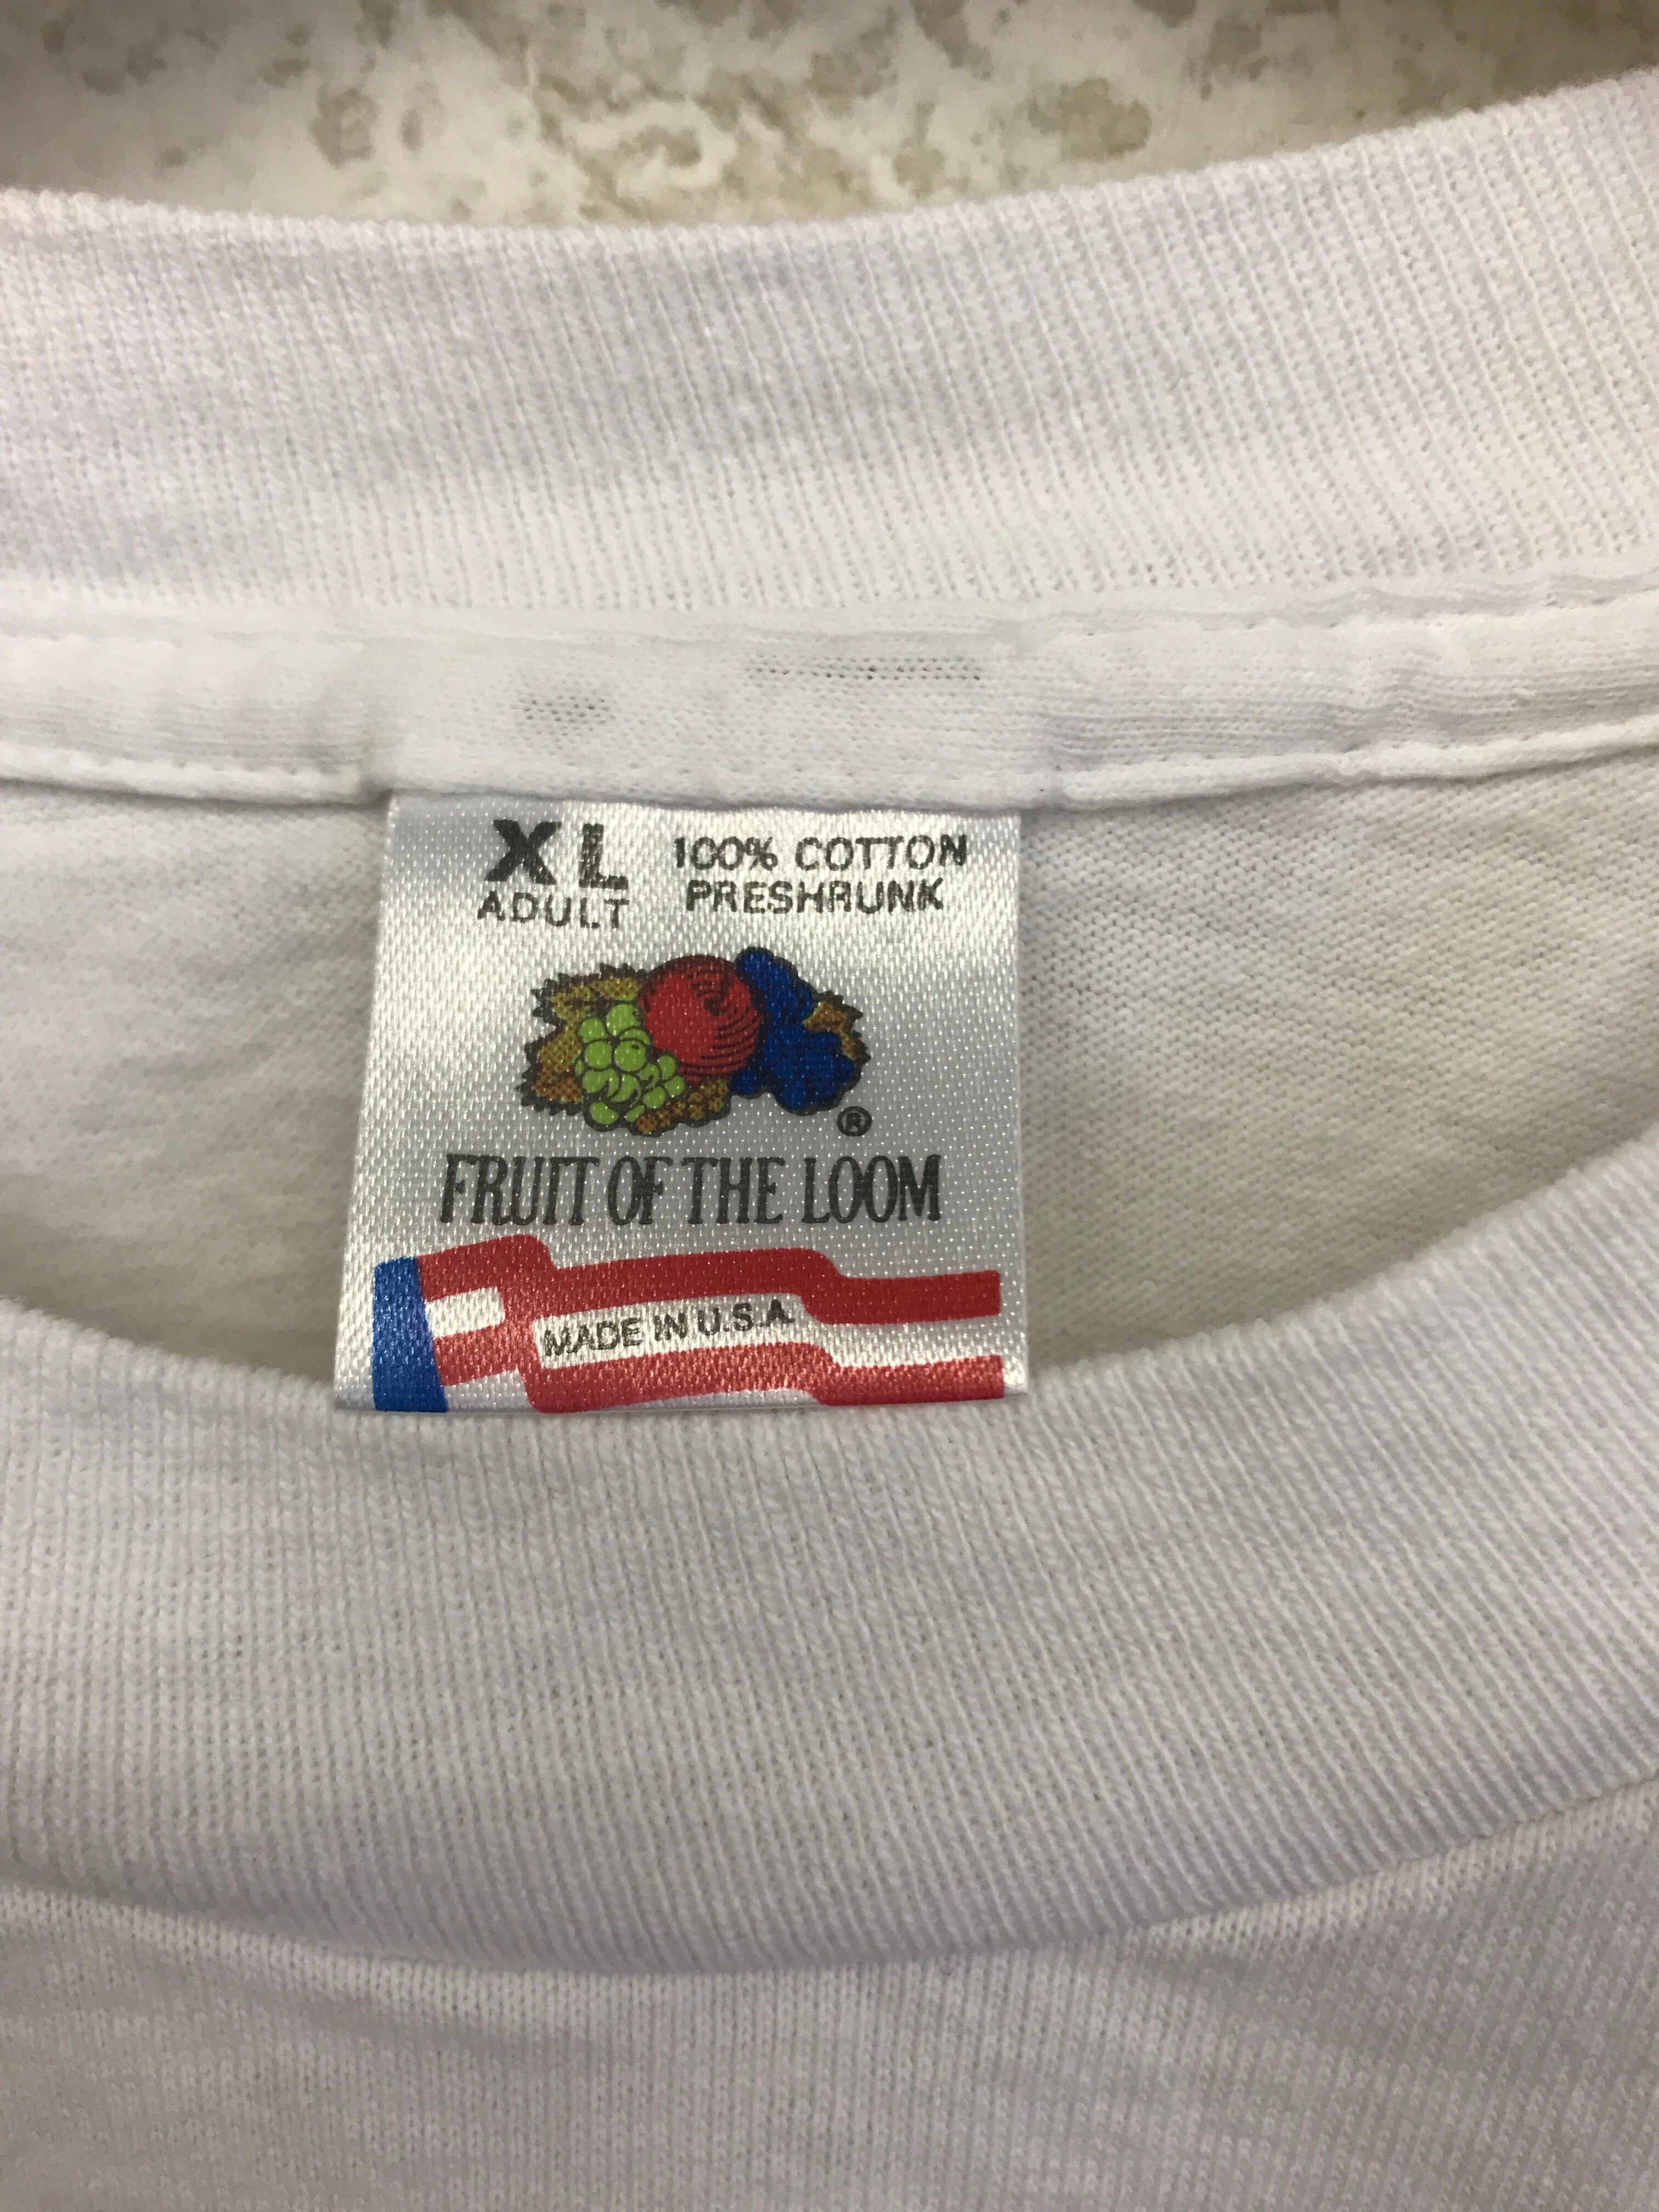 XL 100% COTTON
ADULT PRESHRUNK
®
FRUIT OF THE LOOM
MADE IN U.S.A.